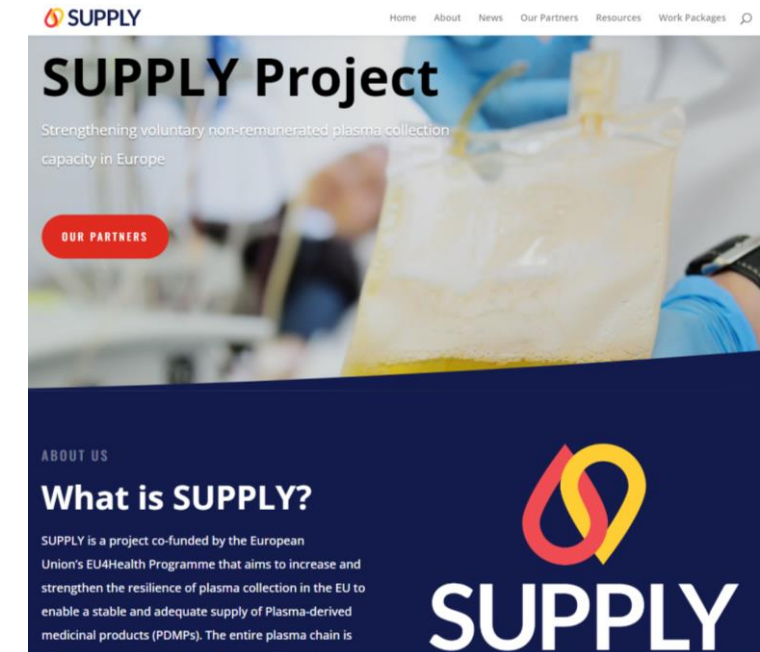 SUPPLY
Home About News Our Partners Resources Work Packages
SUPPLY Project
Strengthening voluntary non-remunerated plasma collection
capacity in Europe
OUR PARTNERS
ABOUT US
What is SUPPLY?
SUPPLY is a project co-funded by the European
Union’s EU4Health Programme that aims to increase and
strengthen the resilience of plasma collection in the EU to
enable a stable and adequate supply of Plasma-derived
medicinal products (PDMPs). The entire plasma chain is
SUPPLY